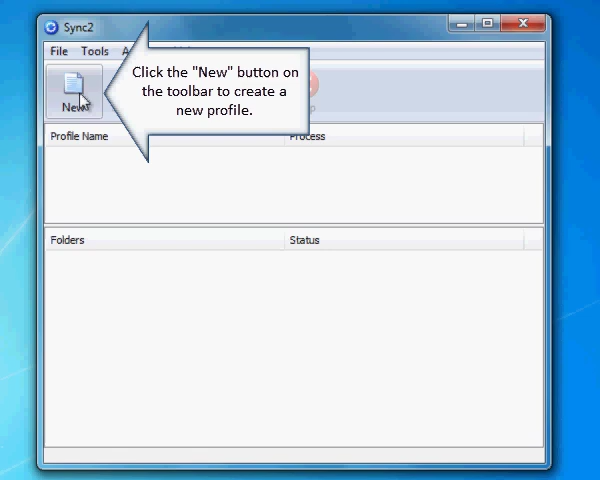 Sync2
File Tools
Click the "New" button on
the toolbar to create a
new profile.
New
Profile Name Process
Folders Status